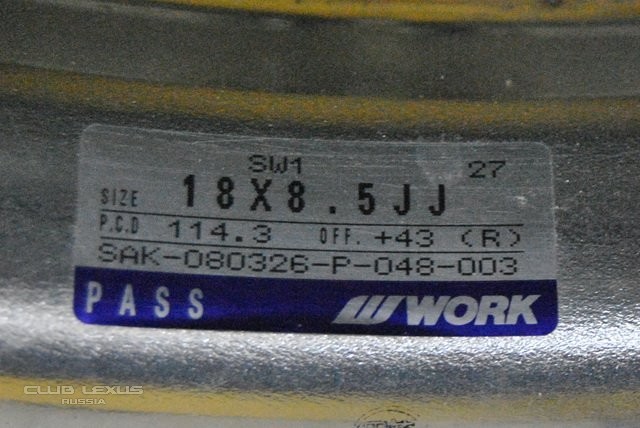 SW1 27
SIZE 18X8.5JJ
P.C.D 114.3 OFF. +43 (R)
SAK-080326-P-048-003
PASS WORK
CLUB LEXUS
RUSSIA